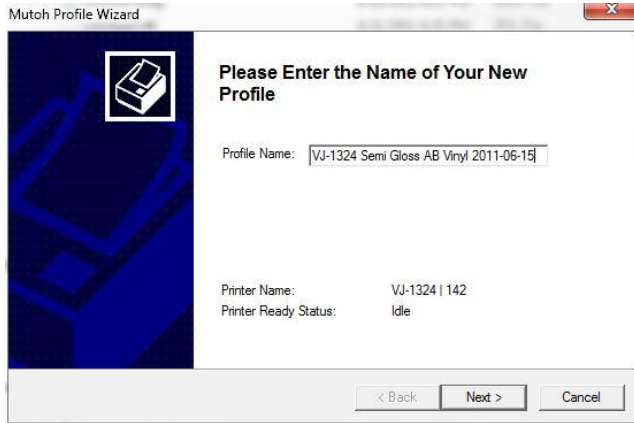 Mutoh Profile Wizard
Please Enter the Name of Your New
Profile
Profile Name: VJ-1324 Semi Gloss AB Vinyl 2011-06-15
Printer Name: VJ-1324 | 142
Printer Ready Status: Idle
< Back Next > Cancel